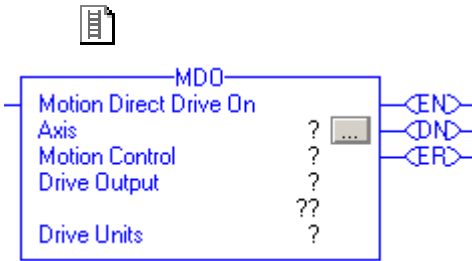 MDO
Motion Direct Drive On
Axis ? ...
Motion Control ?
Drive Output ?
??
Drive Units ?
EN
DN
ER